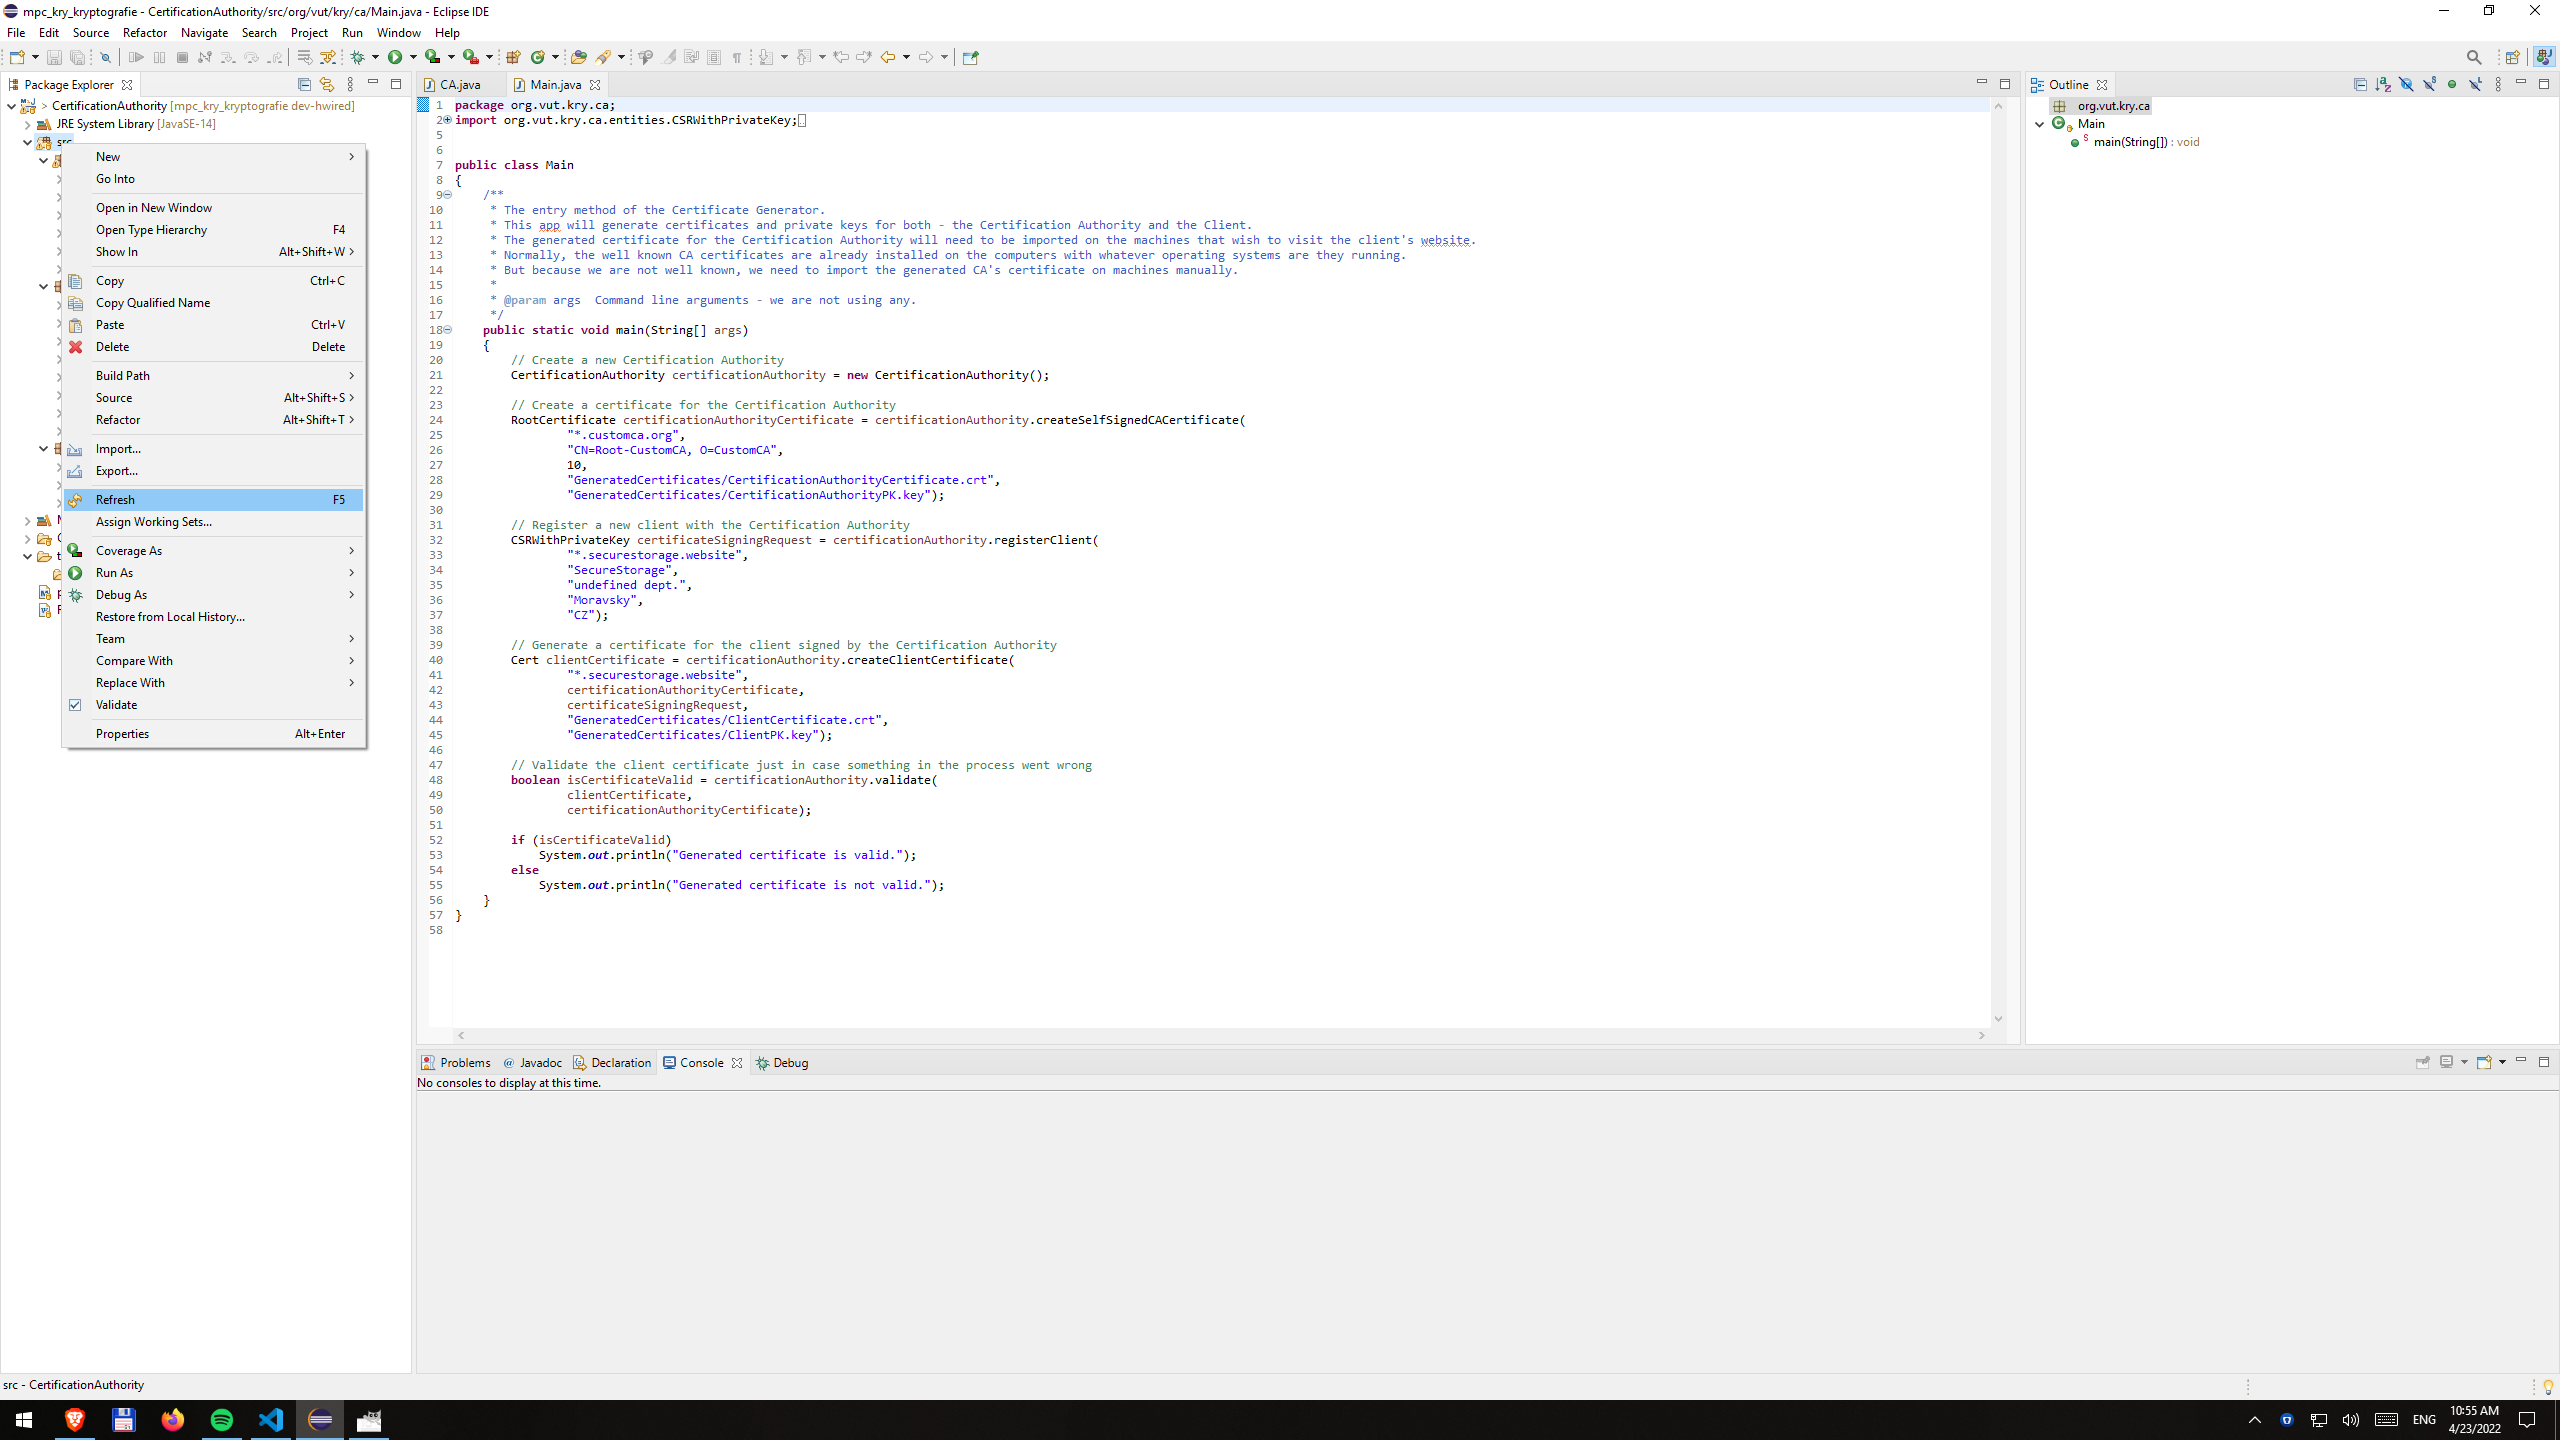 mpc_kry_kryptografie - CertificationAuthority/src/org/vut/kry/ca/Main.java - Eclipse IDE
File Edit Source Refactor Navigate Search Project Run Window Help
Package Explorer
> CertificationAuthority [mpc_kry_kryptografie dev-hwired]
JRE System Library [JavaSE-14]
src
New
Go Into
Open in New Window
Open Type Hierarchy F4
Show In Alt+Shift+W >
Copy Ctrl+C
Copy Qualified Name
Paste Ctrl+V
Delete Delete
Build Path
Source Alt+Shift+S >
Refactor Alt+Shift+T >
Import...
Export...
Refresh F5
Assign Working Sets...
Coverage As
Run As
Debug As
Restore from Local History...
Team
Compare With
Replace With
Validate
Properties Alt+Enter
CA.java Main.java
1 package org.vut.kry.ca;
2 import org.vut.kry.ca.entities.CSRWithPrivateKey;
5
6
7 public class Main
8 {
9 /**
10 * The entry method of the Certificate Generator.
11 * This app will generate certificates and private keys for both - the Certification Authority and the Client.
12 * The generated certificate for the Certification Authority will need to be imported on the machines that wish to visit the client's website.
13 * Normally, the well known CA certificates are already installed on the computers with whatever operating systems are they running.
14 * But because we are not well known, we need to import the generated CA's certificate on machines manually.
15 *
16 * @param args  Command line arguments - we are not using any.
17 */
18 public static void main(String[] args)
19 {
20 // Create a new Certification Authority
21 CertificationAuthority certificationAuthority = new CertificationAuthority();
22
23 // Create a certificate for the Certification Authority
24 RootCertificate certificationAuthorityCertificate = certificationAuthority.createSelfSignedCACertificate(
25 "*.customca.org",
26 "CN=Root-CustomCA, O=CustomCA",
27 10,
28 "GeneratedCertificates/CertificationAuthorityCertificate.crt",
29 "GeneratedCertificates/CertificationAuthorityPK.key");
30
31 // Register a new client with the Certification Authority
32 CSRWithPrivateKey certificateSigningRequest = certificationAuthority.registerClient(
33 "*.securestorage.website",
34 "SecureStorage",
35 "undefined dept.",
36 "Moravsky",
37 "CZ");
38
39 // Generate a certificate for the client signed by the Certification Authority
40 Cert clientCertificate = certificationAuthority.createClientCertificate(
41 "*.securestorage.website",
42 certificationAuthorityCertificate,
43 certificateSigningRequest,
44 "GeneratedCertificates/ClientCertificate.crt",
45 "GeneratedCertificates/ClientPK.key");
46
47 // Validate the client certificate just in case something in the process went wrong
48 boolean isCertificateValid = certificationAuthority.validate(
49 clientCertificate,
50 certificationAuthorityCertificate);
51
52 if (isCertificateValid)
53 System.out.println("Generated certificate is valid.");
54 else
55 System.out.println("Generated certificate is not valid.");
56 }
57 }
58
Outline
org.vut.kry.ca
Main
main(String[]) : void
Problems Javadoc Declaration Console Debug
No consoles to display at this time.
src - CertificationAuthority
ENG
10:55 AM
4/23/2022